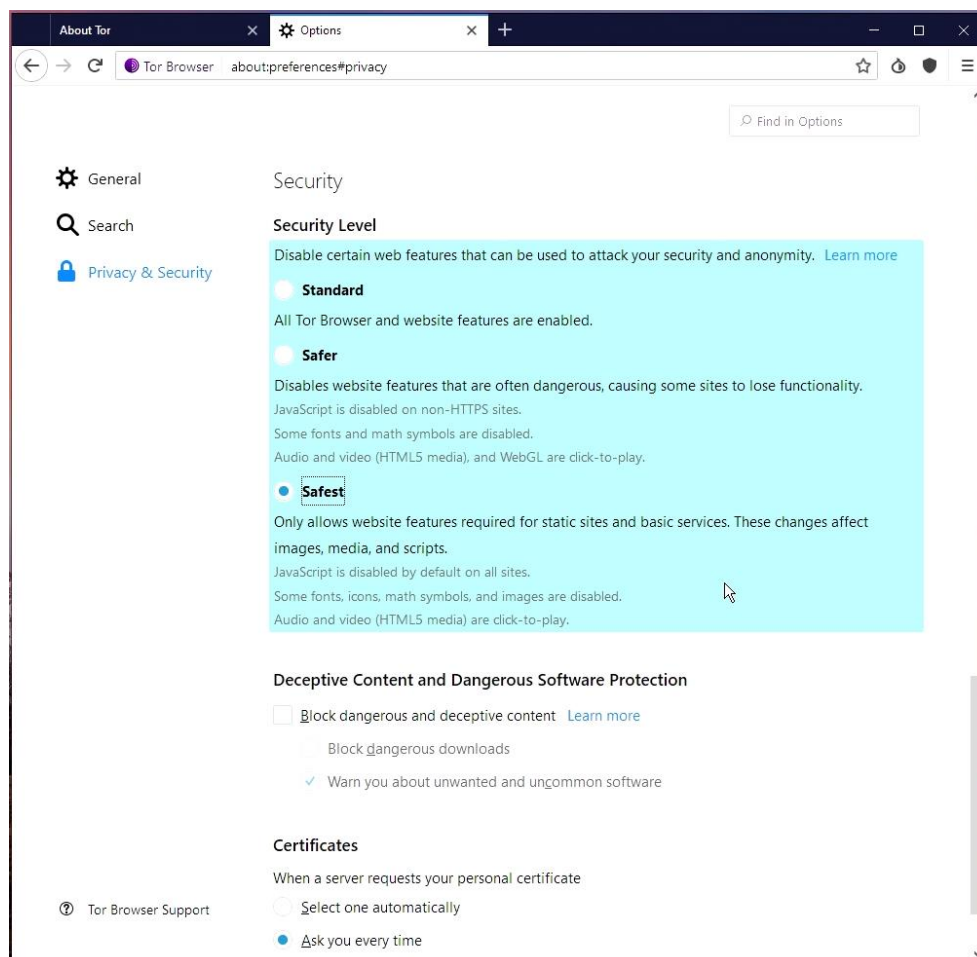 About Tor
Options
Tor Browser about:preferences#privacy
Find in Options
General
Search
Privacy & Security
Security
Security Level
Disable certain web features that can be used to attack your security and anonymity. Learn more
Standard
All Tor Browser and website features are enabled.
Safer
Disables website features that are often dangerous, causing some sites to lose functionality.
JavaScript is disabled on non-HTTPS sites.
Some fonts and math symbols are disabled.
Audio and video (HTML5 media), and WebGL are click-to-play.
Safest
Only allows website features required for static sites and basic services. These changes affect
images, media, and scripts.
JavaScript is disabled by default on all sites.
Some fonts, icons, math symbols, and images are disabled.
Audio and video (HTML5 media) are click-to-play.
Deceptive Content and Dangerous Software Protection
Block dangerous and deceptive content Learn more
Block dangerous downloads
Warn you about unwanted and uncommon software
Certificates
When a server requests your personal certificate
Select one automatically
Ask you every time
Tor Browser Support